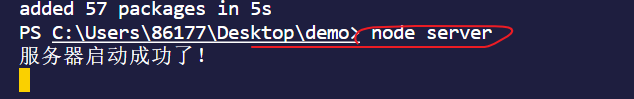 added 57 packages in 5s
PS C:\Users\86177\Desktop\demo> node server
服务器启动成功了！